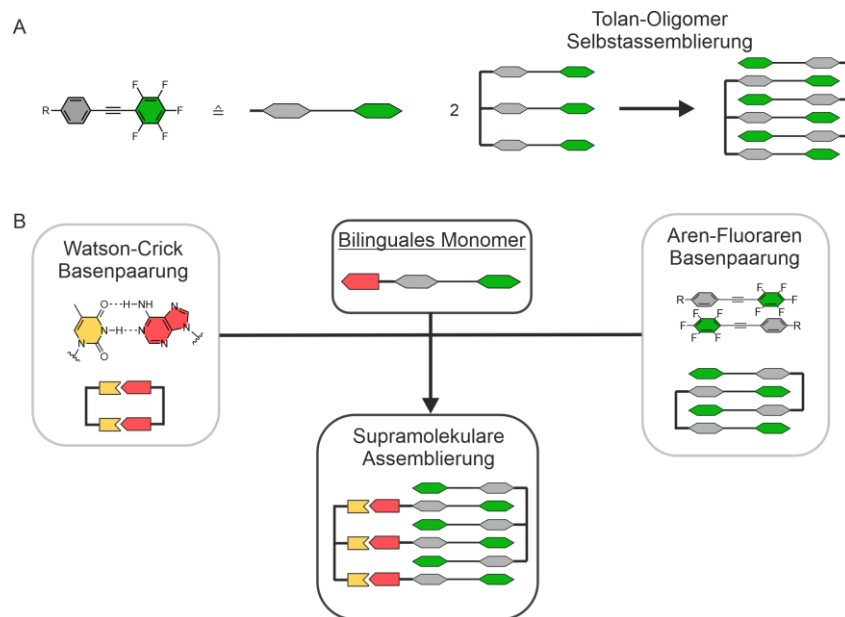 A
Tolan-Oligomer
Selbstassemblierung
R
F
F
F
F
F
≙
2
B
Watson-Crick
Basenpaarung
O
H
NH
N
N
H
N
N
N
N
O
Bilinguales Monomer
Aren-Fluoraren
Basenpaarung
F
F
R
F
F
F
F
F
F
R
F
F
Supramolekulare
Assemblierung